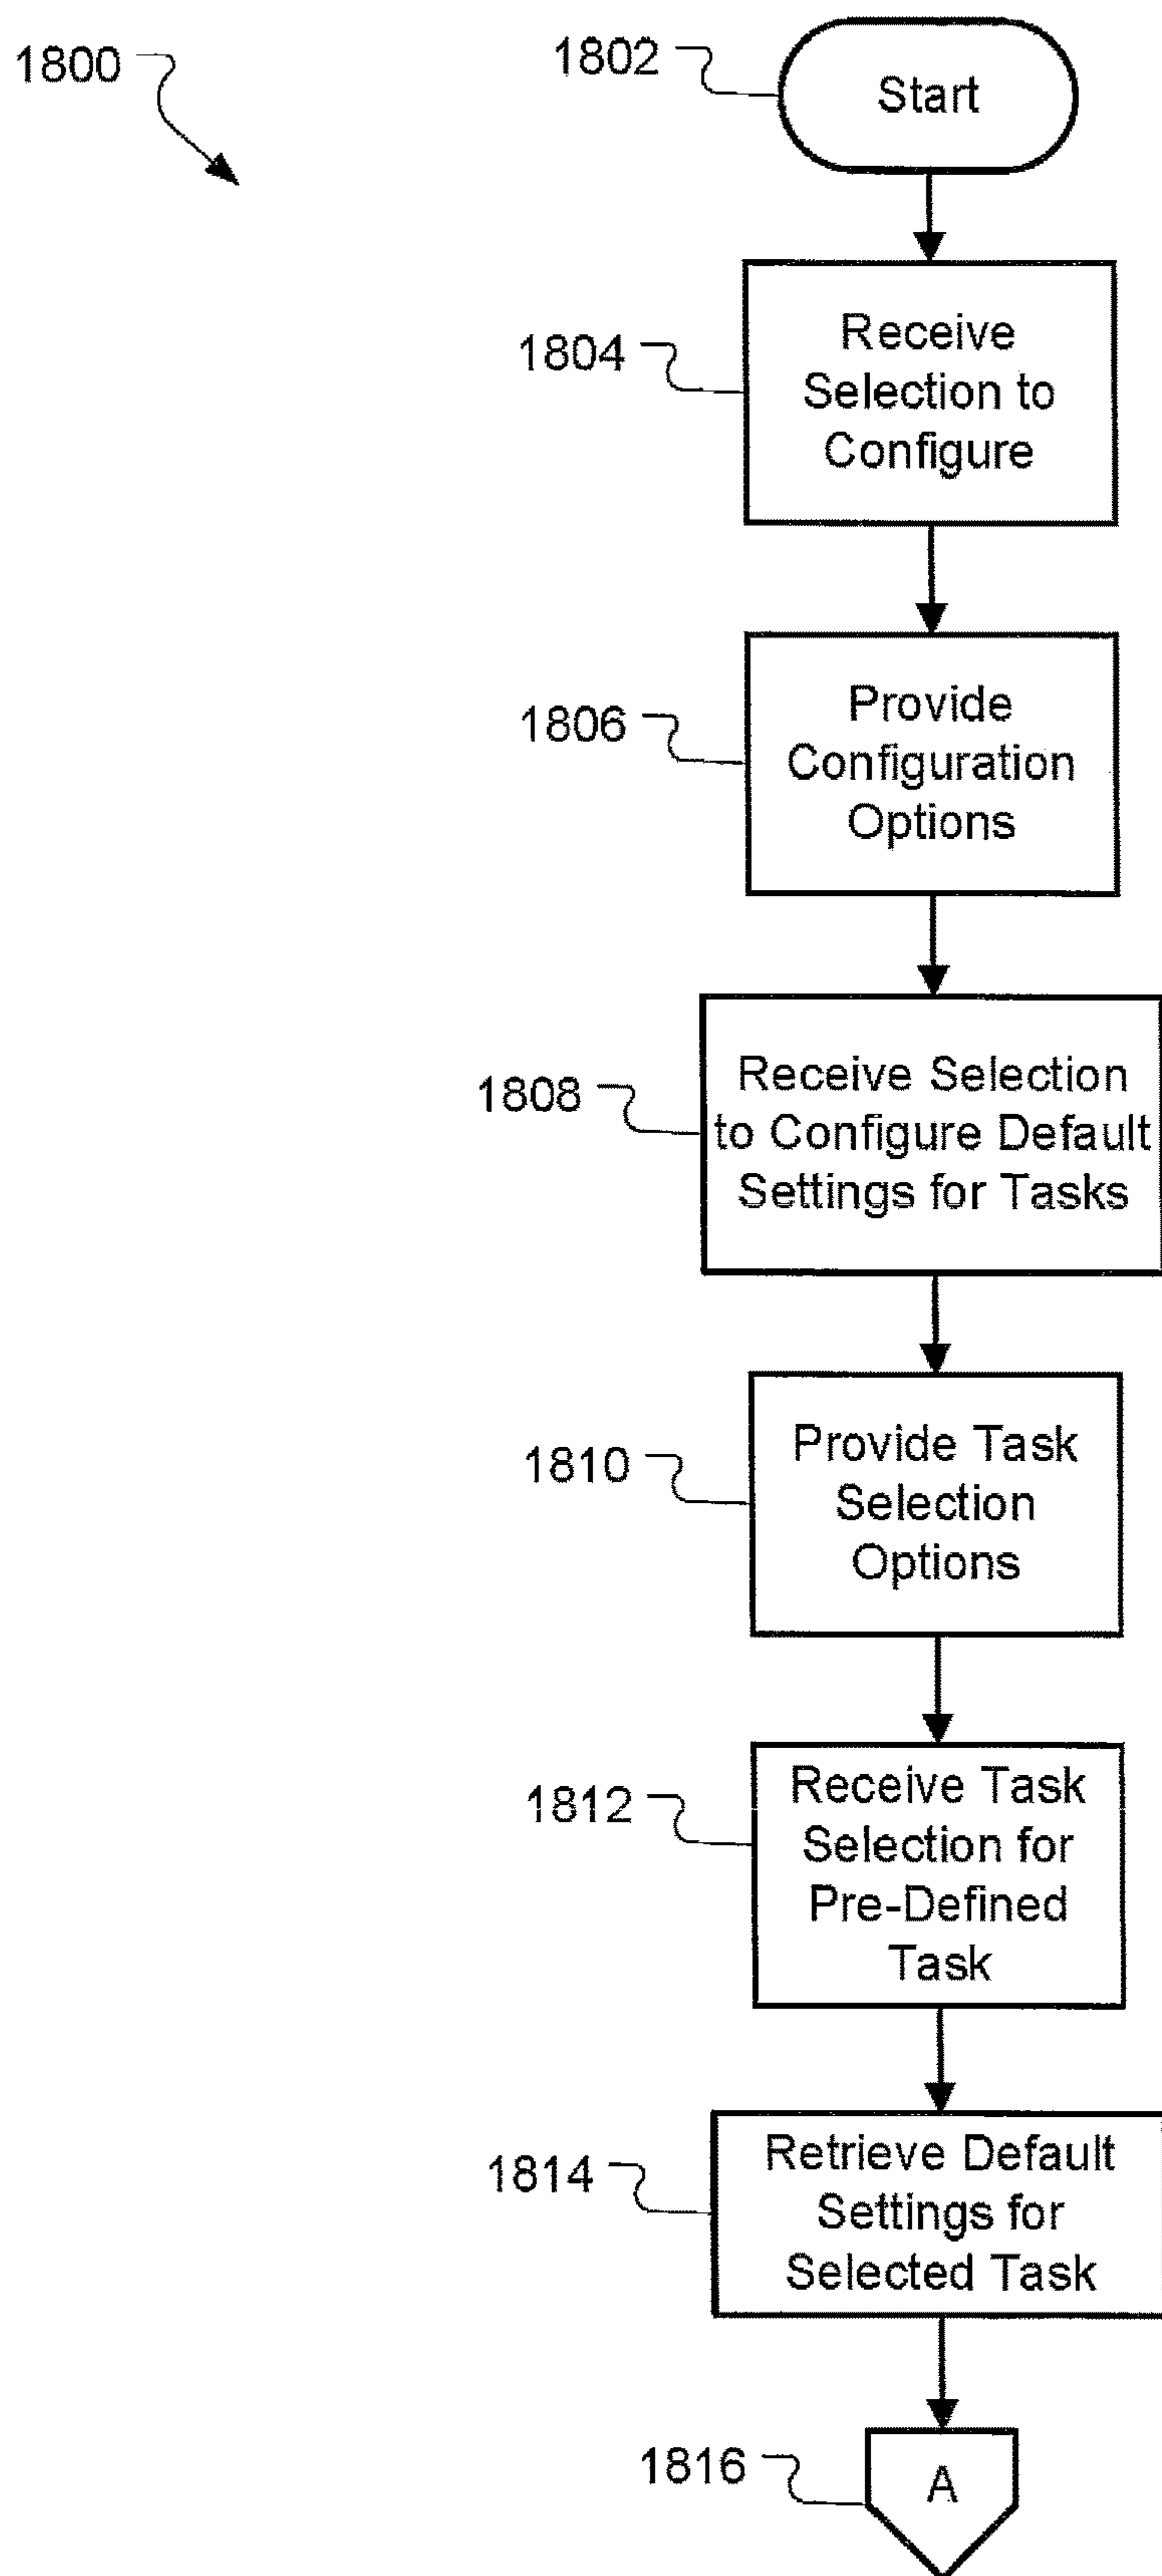 1800
1802
Start
1804
Receive
Selection to
Configure
1806
Provide
Configuration
Options
1808
Receive Selection
to Configure Default
Settings for Tasks
1810
Provide Task
Selection
Options
1812
Receive Task
Selection for
Pre-Defined
Task
1814
Retrieve Default
Settings for
Selected Task
1816
A